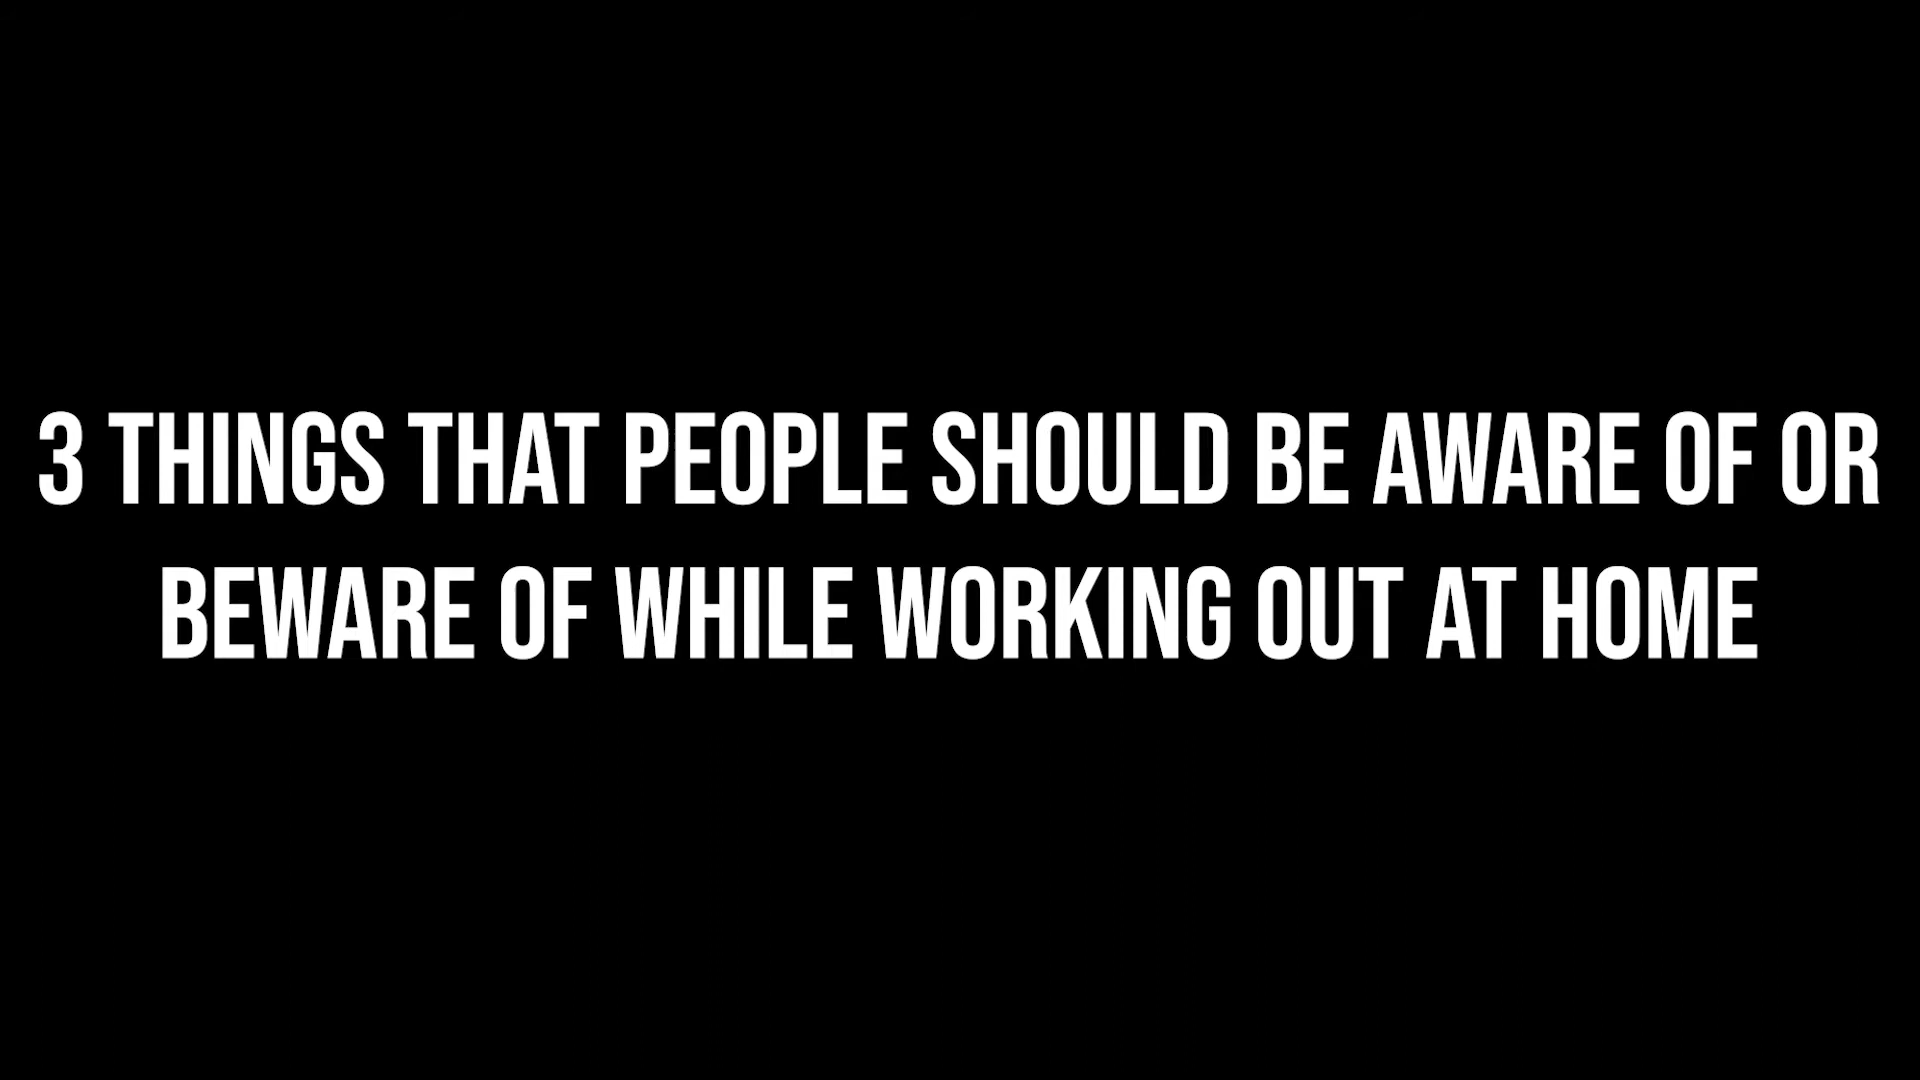 3 THINGS THAT PEOPLE SHOULD BE AWARE OF OR
BEWARE OF WHILE WORKING OUT AT HOME